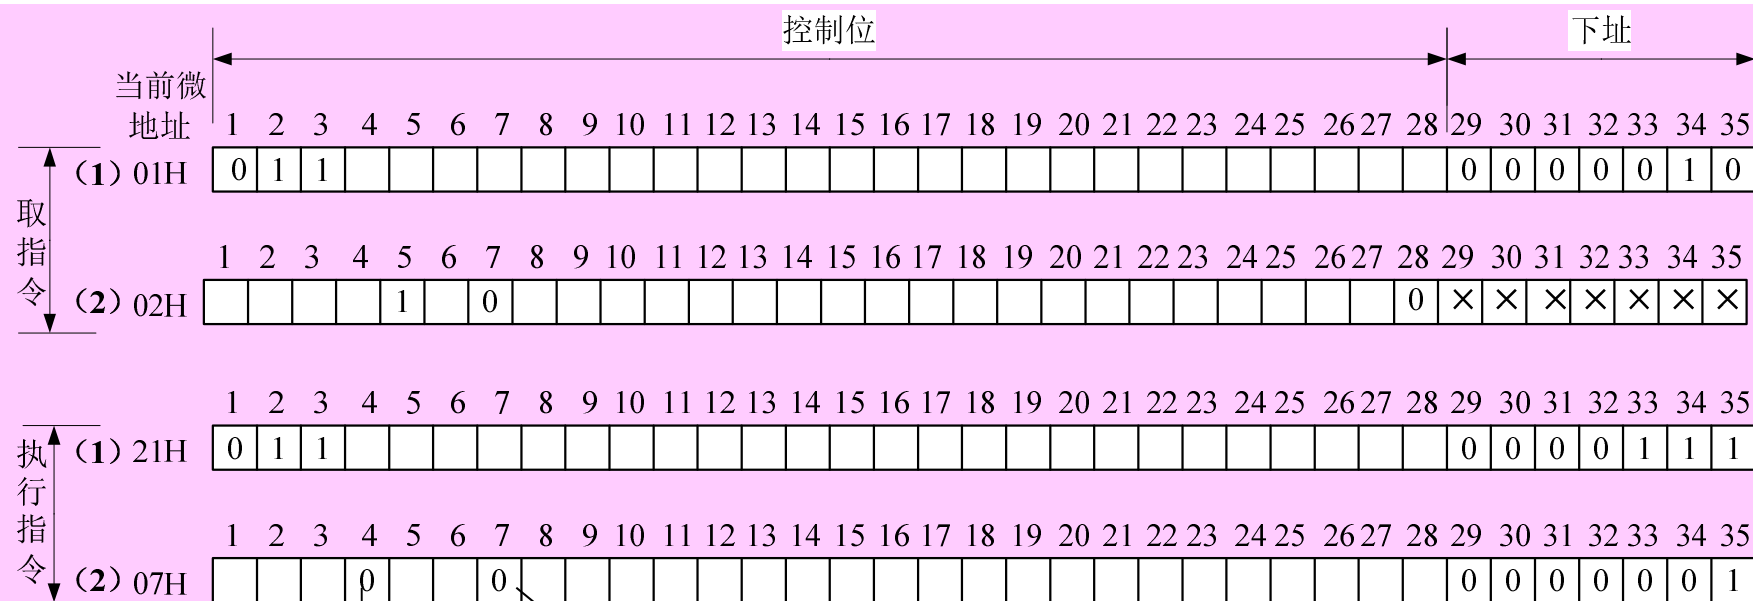 控制位 下址
当前微
地址 1 2 3 4 5 6 7 8 9 10 11 12 13 14 15 16 17 18 19 20 21 22 23 24 25 26 27 28 29 30 31 32 33 34 35
取指令
（1）01H 0 1 1 0 0 0 0 0 1 0
1 2 3 4 5 6 7 8 9 10 11 12 13 14 15 16 17 18 19 20 21 22 23 24 25 26 27 28 29 30 31 32 33 34 35
（2）02H 1 0 0 × × × × × × ×
1 2 3 4 5 6 7 8 9 10 11 12 13 14 15 16 17 18 19 20 21 22 23 24 25 26 27 28 29 30 31 32 33 34 35
执行指令
（1）21H 0 1 1 0 0 0 0 1 1 1
1 2 3 4 5 6 7 8 9 10 11 12 13 14 15 16 17 18 19 20 21 22 23 24 25 26 27 28 29 30 31 32 33 34 35
（2）07H 0 0 0 0 0 0 0 0 1